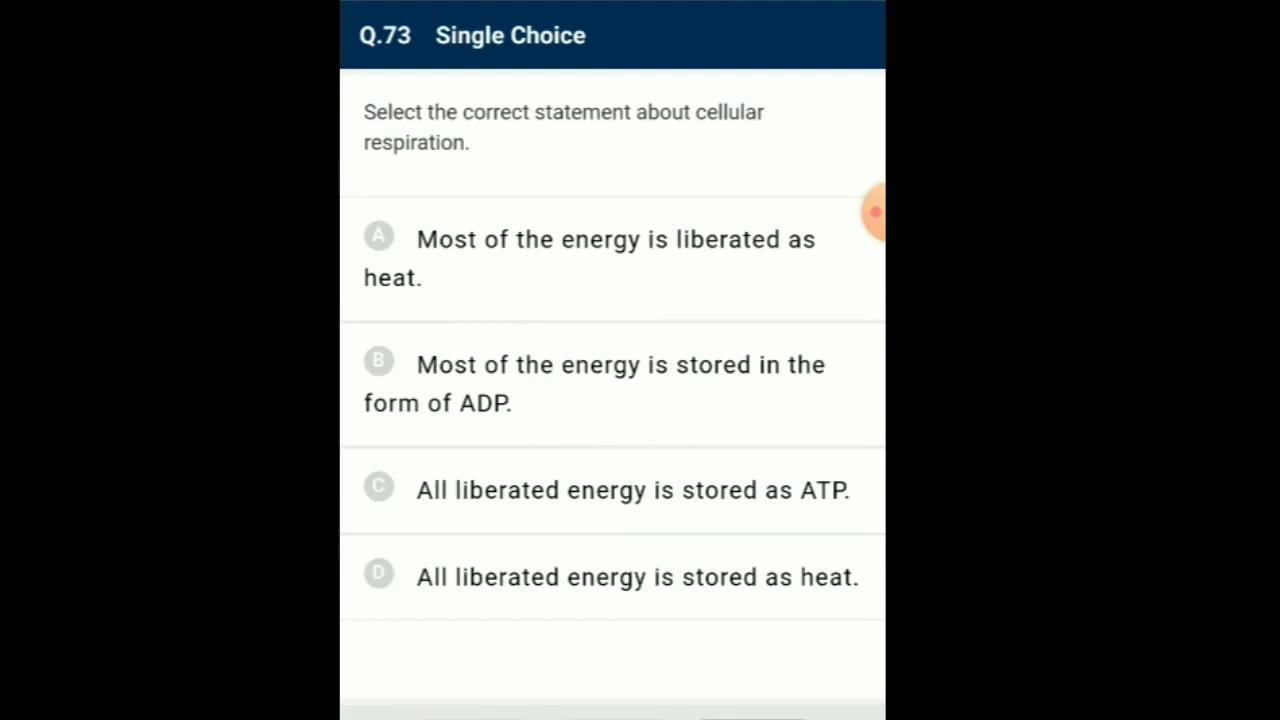 Q.73 Single Choice
Select the correct statement about cellular
respiration.
A Most of the energy is liberated as
heat.
B Most of the energy is stored in the
form of ADP.
C All liberated energy is stored as ATP.
D All liberated energy is stored as heat.